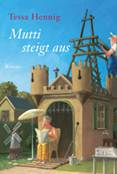 Tessa Hennig
Mutti
steigt aus
Roman